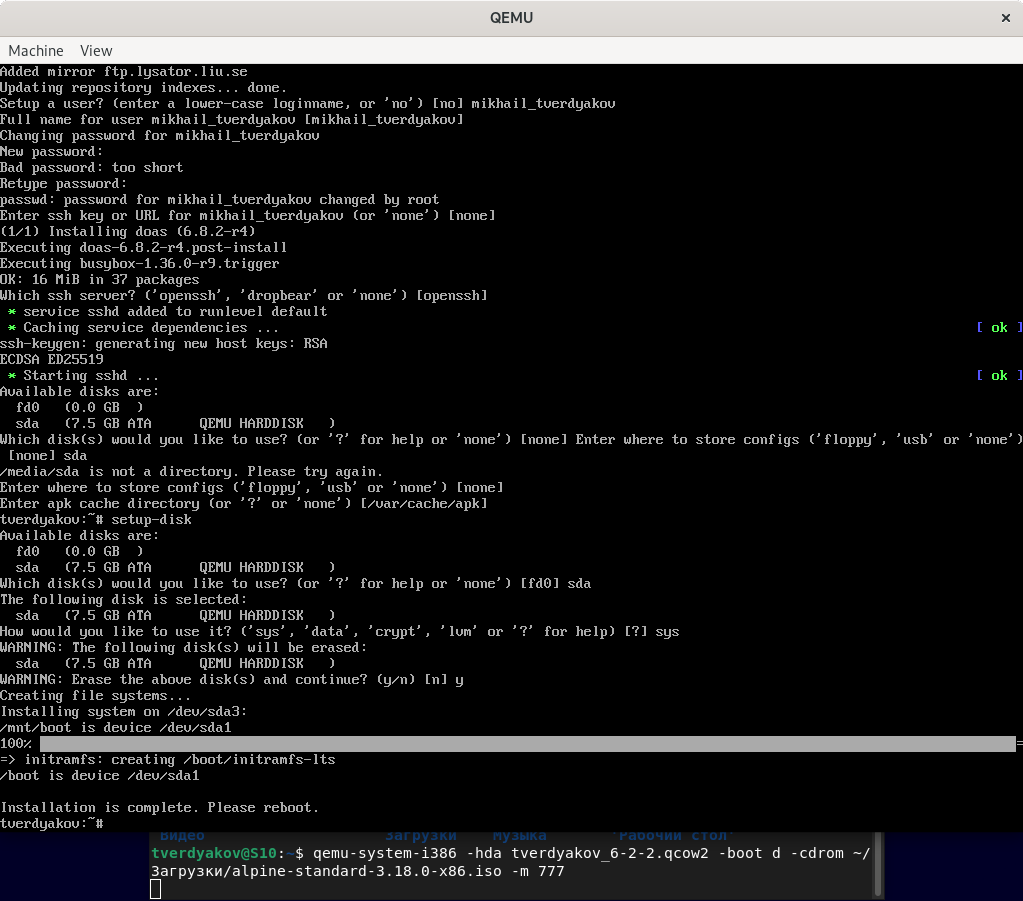 QEMU
Machine View
Added mirror ftp.lysator.liu.se
Updating repository indexes... done.
Setup a user? (enter a lower-case loginname, or 'no') [no] mikhail_tverdyakov
Full name for user mikhail_tverdyakov [mikhail_tverdyakov]
Changing password for mikhail_tverdyakov
New password:
Bad password: too short
Retype password:
passwd: password for mikhail_tverdyakov changed by root
Enter ssh key or URL for mikhail_tverdyakov (or 'none') [none]
(1/1) Installing doas (6.8.2-r4)
Executing doas-6.8.2-r4.post-install
Executing busybox-1.36.0-r9.trigger
OK: 16 MiB in 37 packages
Which ssh server? ('openssh', 'dropbear' or 'none') [openssh]
 * service sshd added to runlevel default
 * Caching service dependencies ... [ ok ]
ssh-keygen: generating new host keys: RSA
ECDSA ED25519
 * Starting sshd ... [ ok ]
Available disks are:
  fd0   (0.0 GB  )
  sda   (7.5 GB ATA      QEMU HARDDISK   )
Which disk(s) would you like to use? (or '?' for help or 'none') [none] Enter where to store configs ('floppy', 'usb' or 'none')
 [none] sda
/media/sda is not a directory. Please try again.
Enter where to store configs ('floppy', 'usb' or 'none') [none]
Enter apk cache directory (or '?' or 'none') [/var/cache/apk]
tverdyakov:~# setup-disk
Available disks are:
  fd0   (0.0 GB  )
  sda   (7.5 GB ATA      QEMU HARDDISK   )
Which disk(s) would you like to use? (or '?' for help or 'none') [fd0] sda
The following disk is selected:
  sda   (7.5 GB ATA      QEMU HARDDISK   )
How would you like to use it? ('sys', 'data', 'crypt', 'lvm' or '?' for help) [?] sys
WARNING: The following disk(s) will be erased:
  sda   (7.5 GB ATA      QEMU HARDDISK   )
WARNING: Erase the above disk(s) and continue? (y/n) [n] y
Creating file systems...
Installing system on /dev/sda3:
/mnt/boot is device /dev/sda1
100% =
=> initramfs: creating /boot/initramfs-lts
/boot is device /dev/sda1
Installation is complete. Please reboot.
tverdyakov:~#
Видео Загрузки Музыка 'Рабочий стол'
tverdyakov@S10:~$ qemu-system-i386 -hda tverdyakov_6-2-2.qcow2 -boot d -cdrom ~/
Загрузки/alpine-standard-3.18.0-x86.iso -m 777